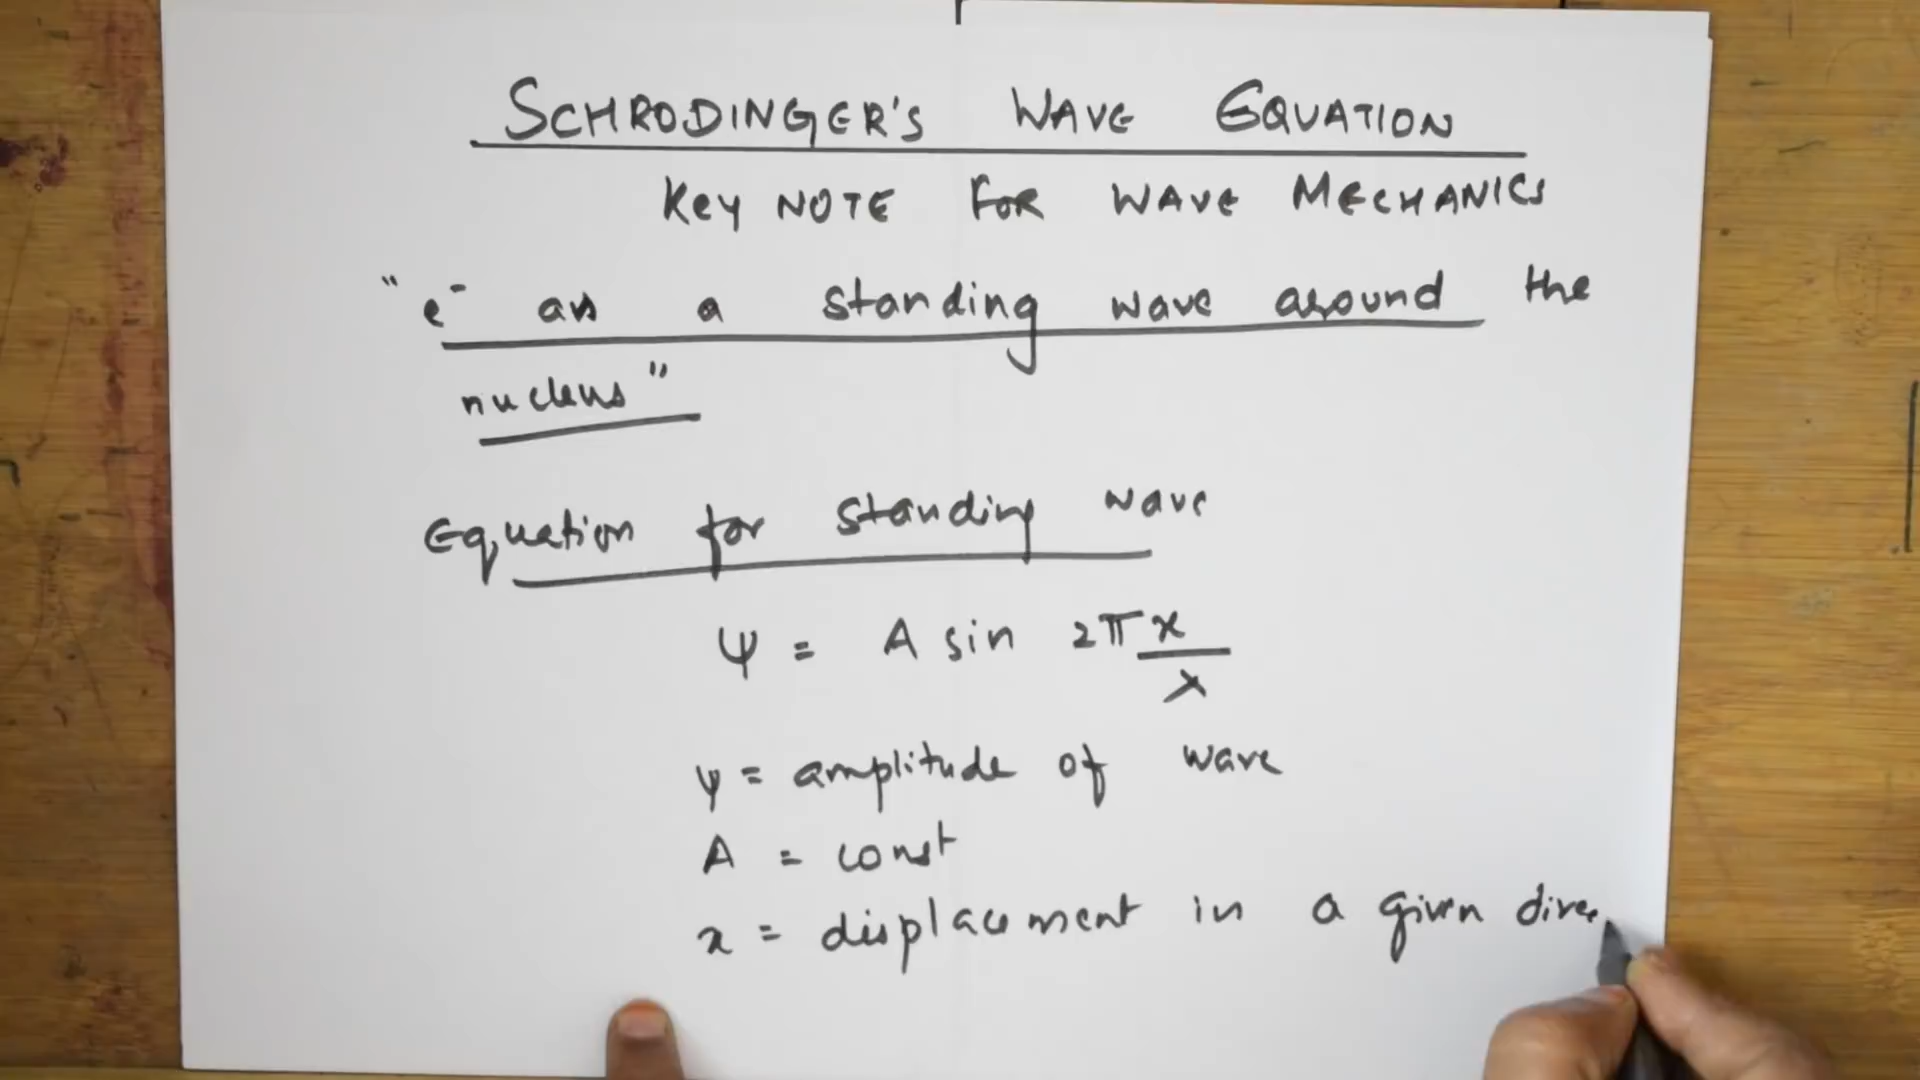 SCHRODINGER'S WAVE EQUATION
KEY NOTE FOR WAVE MECHANICS
"e⁻ as a standing wave around the
nucleus"
Equation for standing wave
Ψ = A sin 2π x/λ
ψ = amplitude of wave
A = const
x = displacement in a given direc